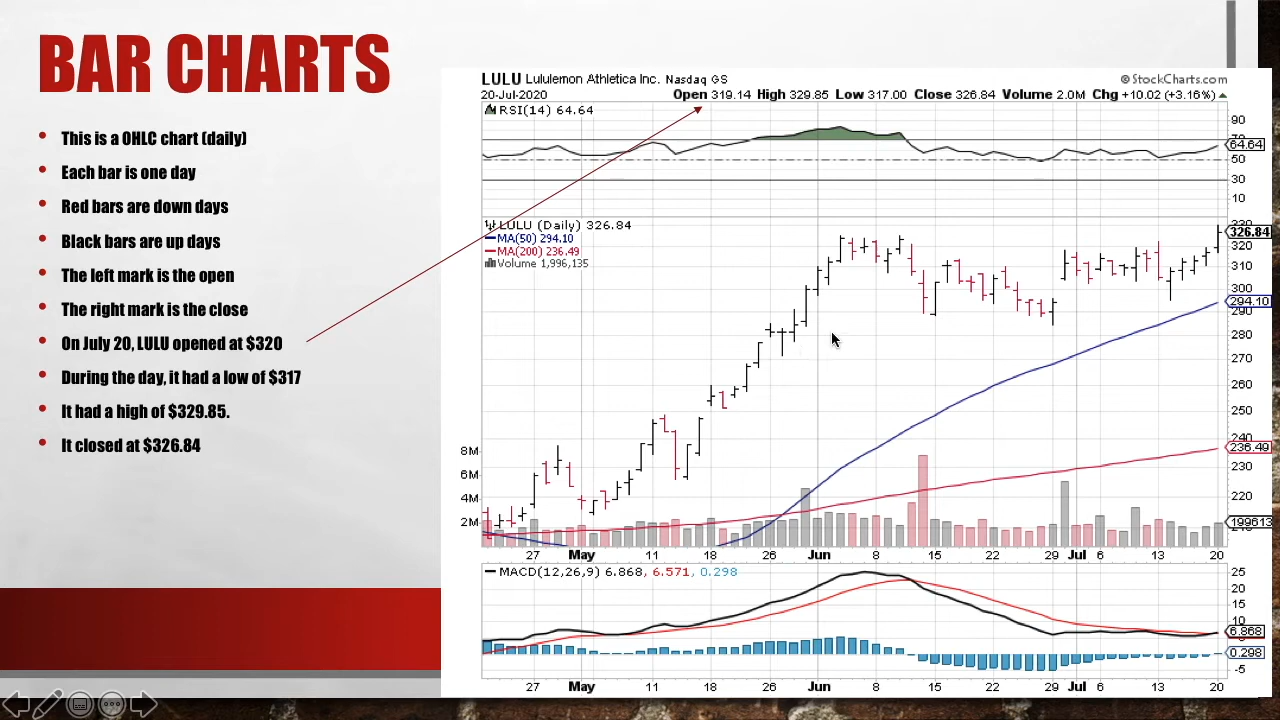 BAR CHARTS
This is a OHLC chart (daily)
Each bar is one day
Red bars are down days
Black bars are up days
The left mark is the open
The right mark is the close
On July 20, LULU opened at $320
During the day, it had a low of $317
It had a high of $329.85.
It closed at $326.84
LULU Lululemon Athletica Inc. Nasdaq GS © StockCharts.com
20-Jul-2020 Open 319.14 High 329.85 Low 317.00 Close 326.84 Volume 2.0M Chg +10.02 (+3.16%)
RSI(14) 64.64
90
64.64
50
30
10
LULU (Daily) 326.84
326.84
MA(50) 294.10
320
MA(200) 236.49
Volume 1,996,135
310
300
294.10
290
280
270
260
250
240
236.49
8M
230
6M
4M
220
2M
199613
27 May 11 18 26 Jun 8 15 22 29 Jul 6 13 20
MACD(12,26,9) 6.868, 6.571, 0.298
25
20
15
10
6.868
0.298
-5
27 May 11 18 26 Jun 8 15 22 29 Jul 6 13 20